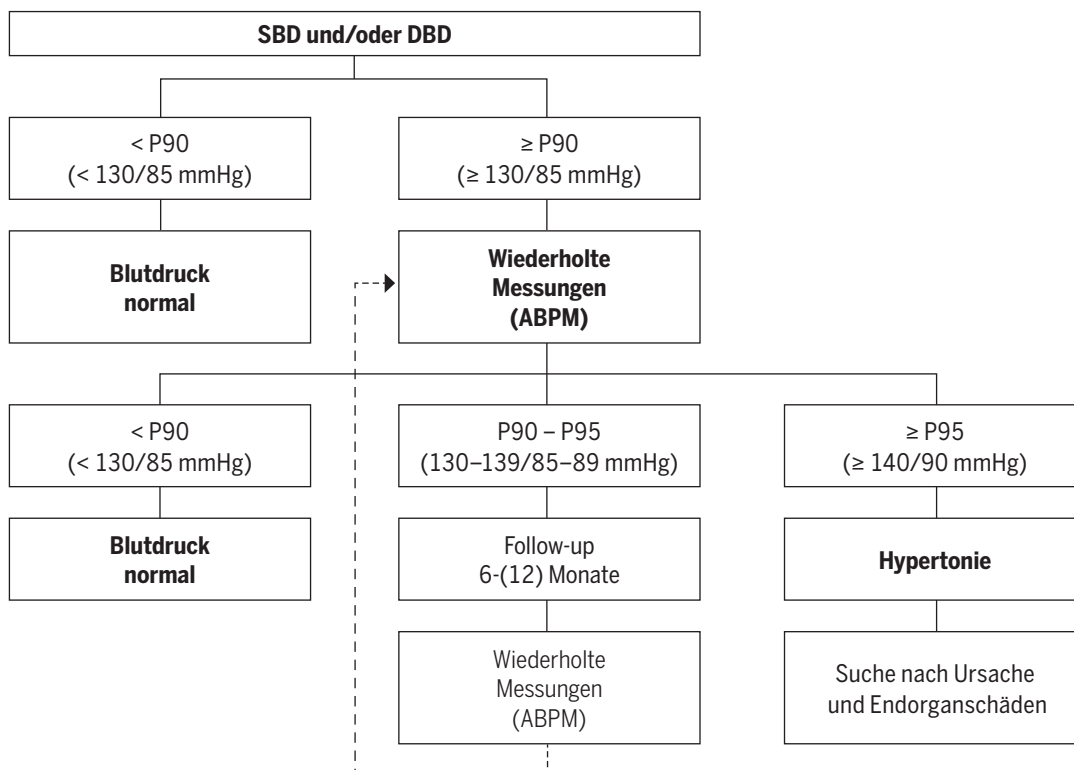 SBD und/oder DBD
< P90
(< 130/85 mmHg)
≥ P90
(≥ 130/85 mmHg)
Blutdruck
normal
Wiederholte
Messungen
(ABPM)
< P90
(< 130/85 mmHg)
P90 – P95
(130–139/85–89 mmHg)
≥ P95
(≥ 140/90 mmHg)
Blutdruck
normal
Follow-up
6-(12) Monate
Hypertonie
Wiederholte
Messungen
(ABPM)
Suche nach Ursache
und Endorganschäden